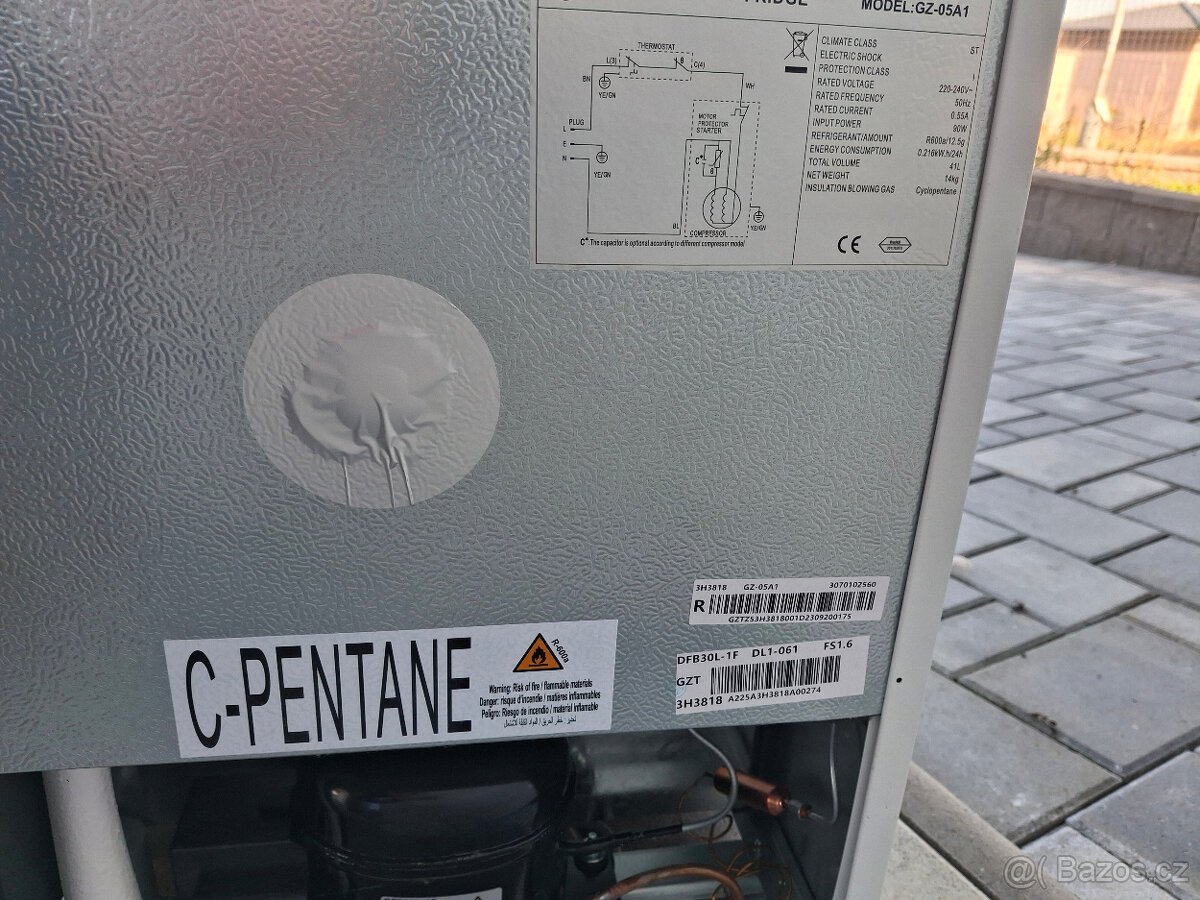 MODEL:GZ-05A1
THERMOSTAT
L(3)
C(4)
BN
YE/GN
WH
PLUG
L
E
N
YE/GN
MOTOR
PROTECTOR
STARTER
C*
BL
COMPRESSOR
YE/GN
C*:The capacitor is optional according to different compressor model
CLIMATE CLASS ST
ELECTRIC SHOCK
PROTECTION CLASS
RATED VOLTAGE 220-240V~
RATED FREQUENCY 50Hz
RATED CURRENT 0.55A
INPUT POWER 90W
REFRIGERANT/AMOUNT R600a/12.5g
ENERGY CONSUMPTION 0.216kW.h/24h
TOTAL VOLUME 41L
NET WEIGHT 14kg
INSULATION BLOWING GAS Cyclopentane
CE
3H3818 GZ-05A1 3070102560
R
GZTZ53H3818001D2309200175
DFB30L-1F DL1-061 FS1.6
GZT
3H3818 A225A3H3818A00274
C-PENTANE
R-600a
Warning: Risk of fire / flammable materials
Danger: risque d'incendie / matières inflammables
Peligro: Riesgo de incendio / material inflamable
@( Bazos.cz